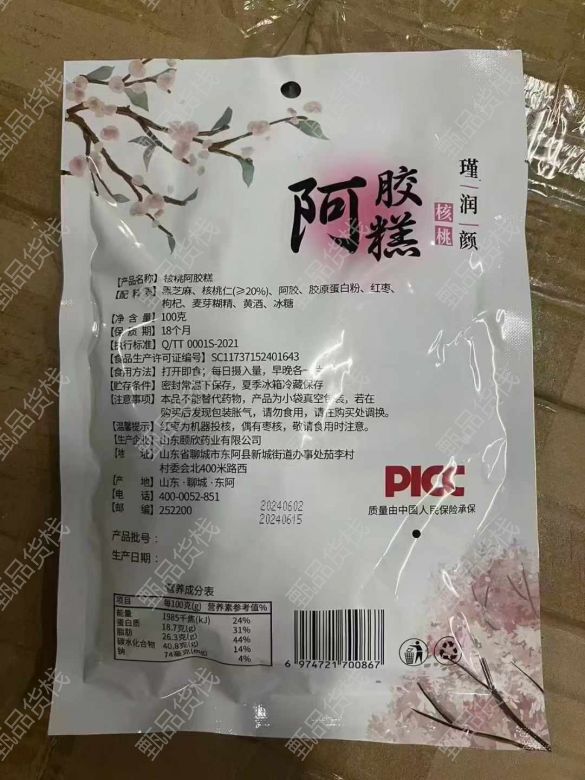 阿胶糕
核桃
瑾润颜
【产品名称】核桃阿胶糕
黑芝麻、核桃仁(≥20%)、阿胶、胶原蛋白粉、红枣、
枸杞、麦芽糊精、黄酒、冰糖
【净含量】100克
【保质期】18个月
【执行标准】Q/TT 0001S-2021
【食品生产许可证编号】SC11737152401643
【食用方法】打开即食；每日摄入量，早晚各一片
【贮存条件】密封常温下保存，夏季冰箱冷藏保存
【注意事项】本品不能替代药物，产品为小袋真空包装，若在
购买后发现包装胀气，请勿食用，请在购买处调换。
【温馨提示】红枣为机器投核，偶有枣核，敬请食用时注意。
【生产企业】山东颐欣药业有限公司
【地址】山东省聊城市东阿县新城街道办事处茄李村
村委会北400米路西
【产地】山东·聊城·东阿
【电话】400-0052-851
【邮编】252200
20240602
20240615
PICC
质量由中国人民保险承保
产品批号：
生产日期：
营养成分表
项目 每100克(g) 营养素参考值%
能量 1985千焦(kJ) 24%
蛋白质 18.7克(g) 31%
脂肪 26.3克(g) 44%
碳水化合物 40.8克(g) 14%
钠 74毫克(mg) 4%
6 974721 700867
甄品货栈